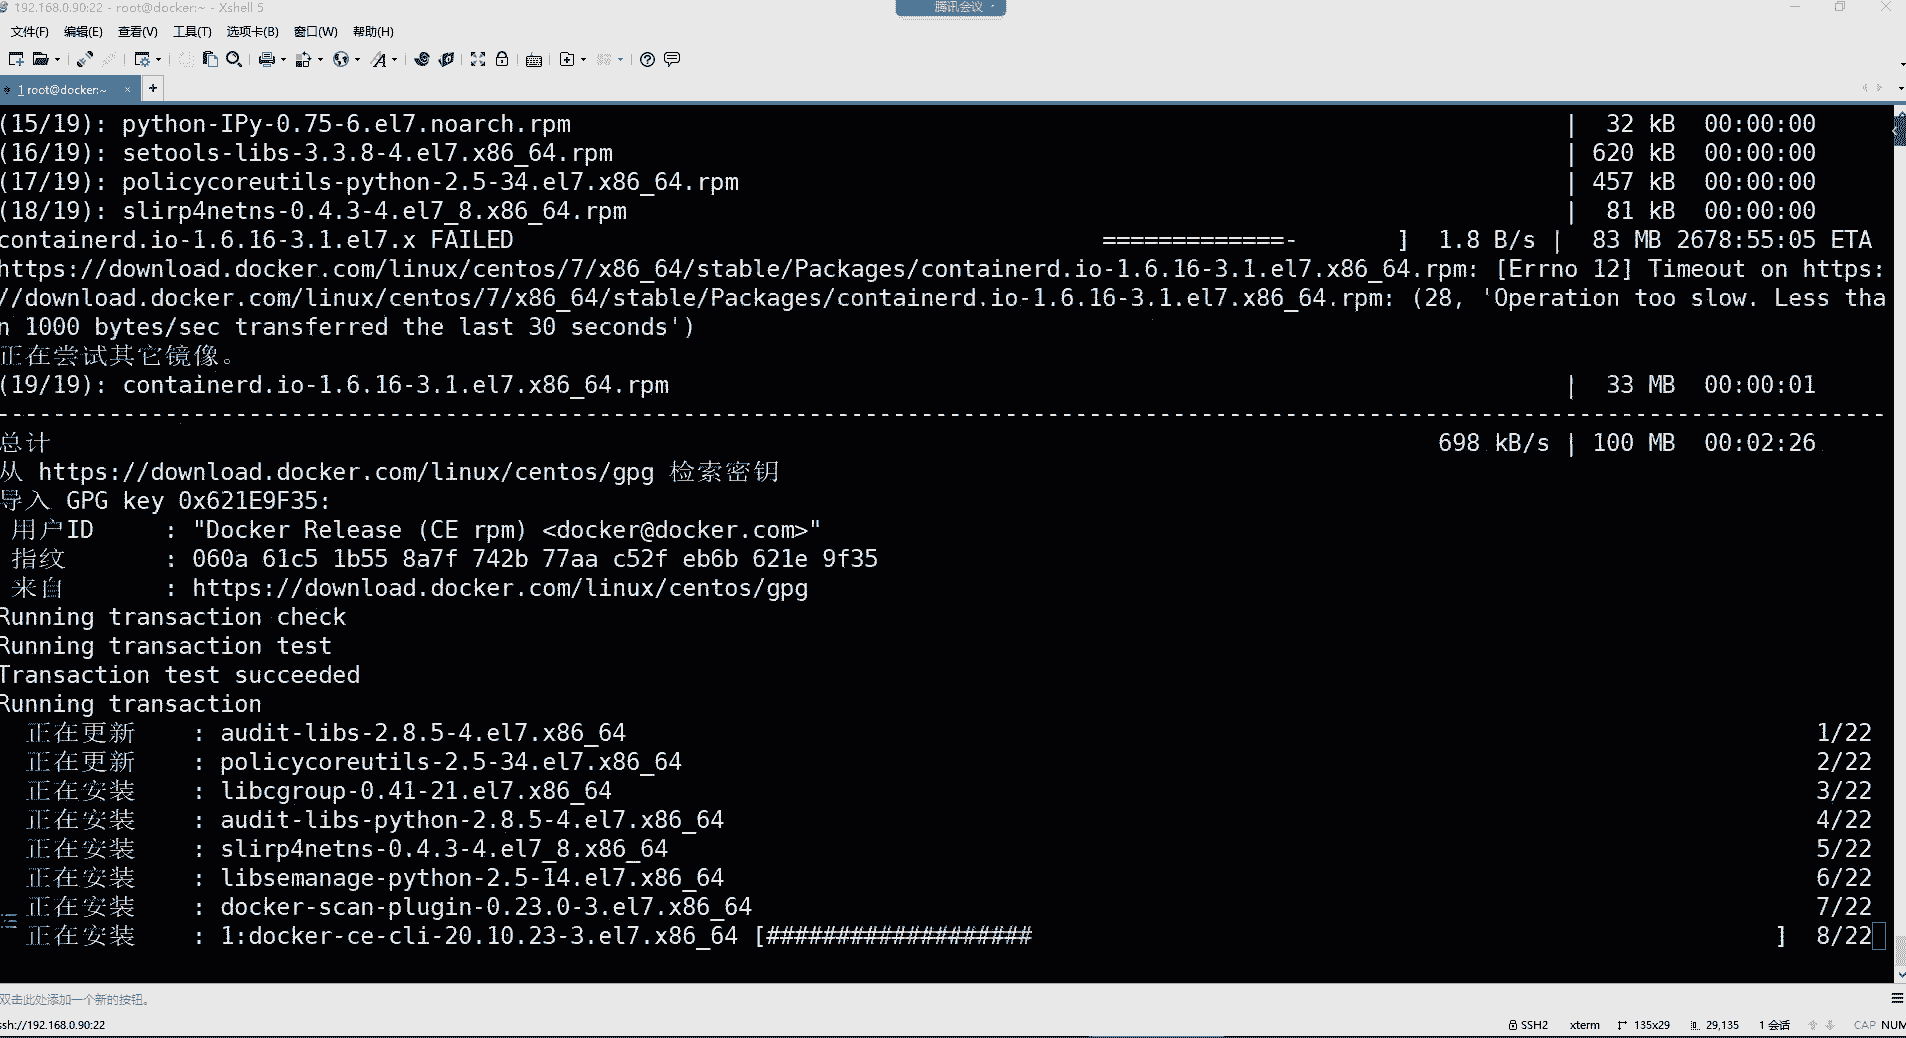 192.168.0.90:22 - root@docker:~ - Xshell 5
腾讯会议
文件(F) 编辑(E) 查看(V) 工具(T) 选项卡(B) 窗口(W) 帮助(H)
1 root@docker:~ × +
(15/19): python-IPy-0.75-6.el7.noarch.rpm | 32 kB 00:00:00
(16/19): setools-libs-3.3.8-4.el7.x86_64.rpm | 620 kB 00:00:00
(17/19): policycoreutils-python-2.5-34.el7.x86_64.rpm | 457 kB 00:00:00
(18/19): slirp4netns-0.4.3-4.el7_8.x86_64.rpm | 81 kB 00:00:00
containerd.io-1.6.16-3.1.el7.x FAILED =============- ] 1.8 B/s | 83 MB 2678:55:05 ETA
https://download.docker.com/linux/centos/7/x86_64/stable/Packages/containerd.io-1.6.16-3.1.el7.x86_64.rpm: [Errno 12] Timeout on https:
//download.docker.com/linux/centos/7/x86_64/stable/Packages/containerd.io-1.6.16-3.1.el7.x86_64.rpm: (28, 'Operation too slow. Less tha
n 1000 bytes/sec transferred the last 30 seconds')
正在尝试其它镜像。
(19/19): containerd.io-1.6.16-3.1.el7.x86_64.rpm | 33 MB 00:00:01
---------------------------------------------------------------------------------------------------------------------------------------
总计 698 kB/s | 100 MB 00:02:26
从 https://download.docker.com/linux/centos/gpg 检索密钥
导入 GPG key 0x621E9F35:
用户ID : "Docker Release (CE rpm) <docker@docker.com>"
指纹 : 060a 61c5 1b55 8a7f 742b 77aa c52f eb6b 621e 9f35
来自 : https://download.docker.com/linux/centos/gpg
Running transaction check
Running transaction test
Transaction test succeeded
Running transaction
正在更新 : audit-libs-2.8.5-4.el7.x86_64 1/22
正在更新 : policycoreutils-2.5-34.el7.x86_64 2/22
正在安装 : libcgroup-0.41-21.el7.x86_64 3/22
正在安装 : audit-libs-python-2.8.5-4.el7.x86_64 4/22
正在安装 : slirp4netns-0.4.3-4.el7_8.x86_64 5/22
正在安装 : libsemanage-python-2.5-14.el7.x86_64 6/22
正在安装 : docker-scan-plugin-0.23.0-3.el7.x86_64 7/22
正在安装 : 1:docker-ce-cli-20.10.23-3.el7.x86_64 [################### ] 8/22
双击此处添加一个新的按钮。
ssh://192.168.0.90:22 SSH2 xterm 135x29 29,135 1 会话 CAP NUM